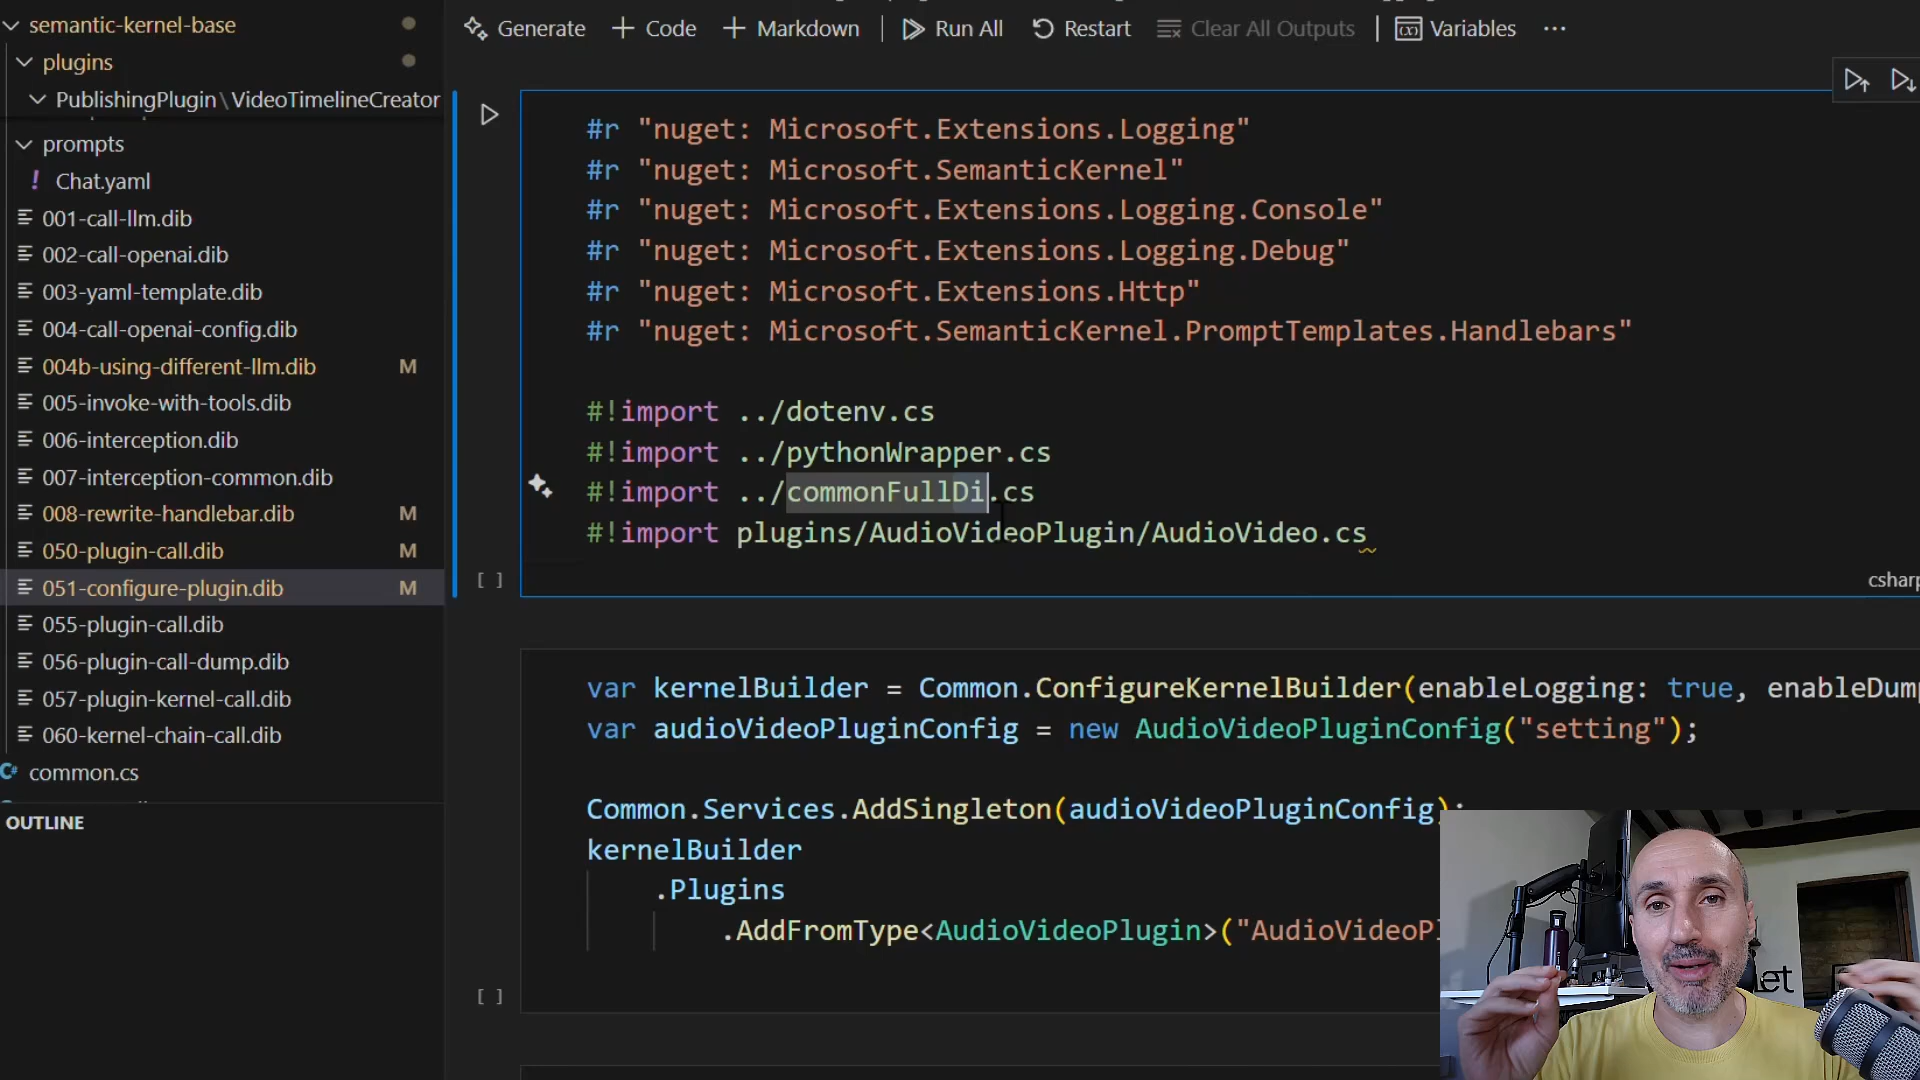 semantic-kernel-base
plugins
PublishingPlugin\VideoTimelineCreator
prompts
! Chat.yaml
001-call-llm.dib
002-call-openai.dib
003-yaml-template.dib
004-call-openai-config.dib
004b-using-different-llm.dib M
005-invoke-with-tools.dib
006-interception.dib
007-interception-common.dib
008-rewrite-handlebar.dib M
050-plugin-call.dib M
051-configure-plugin.dib M
055-plugin-call.dib
056-plugin-call-dump.dib
057-plugin-kernel-call.dib
060-kernel-chain-call.dib
common.cs
OUTLINE
Generate + Code + Markdown Run All Restart Clear All Outputs Variables ...
#r "nuget: Microsoft.Extensions.Logging"
#r "nuget: Microsoft.SemanticKernel"
#r "nuget: Microsoft.Extensions.Logging.Console"
#r "nuget: Microsoft.Extensions.Logging.Debug"
#r "nuget: Microsoft.Extensions.Http"
#r "nuget: Microsoft.SemanticKernel.PromptTemplates.Handlebars"
#!import ../dotenv.cs
#!import ../pythonWrapper.cs
#!import ../commonFullDi.cs
#!import plugins/AudioVideoPlugin/AudioVideo.cs
[ ]
csharp
var kernelBuilder = Common.ConfigureKernelBuilder(enableLogging: true, enableDum
var audioVideoPluginConfig = new AudioVideoPluginConfig("setting");
Common.Services.AddSingleton(audioVideoPluginConfig);
kernelBuilder
.Plugins
.AddFromType<AudioVideoPlugin>("AudioVideoP
[ ]